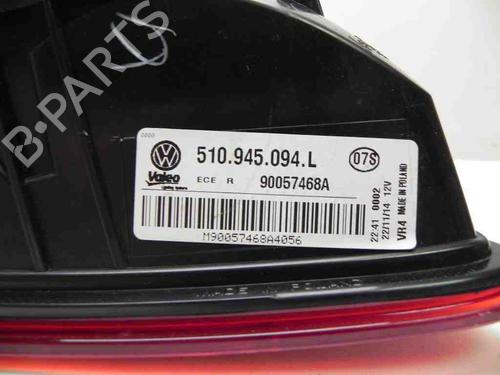 B-PARTS
0000
510.945.094.L
07S
Valeo
ECE R 90057468A
M90057468A4056
22:41 0002
22/11/14 12V
VR4 MADE IN POLAND
MADE IN POLAND